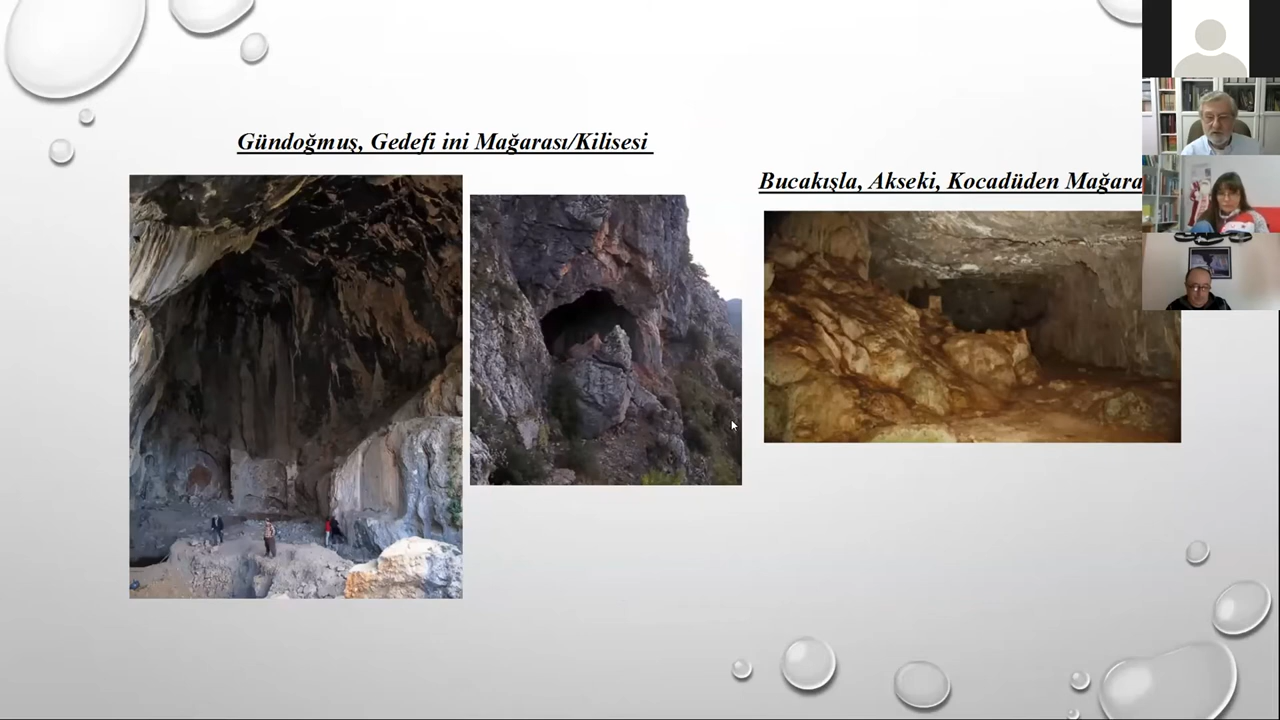 Gündoğmuş, Gedefi ini Mağarası/Kilisesi
Bucakışla, Akseki, Kocadüden Mağara